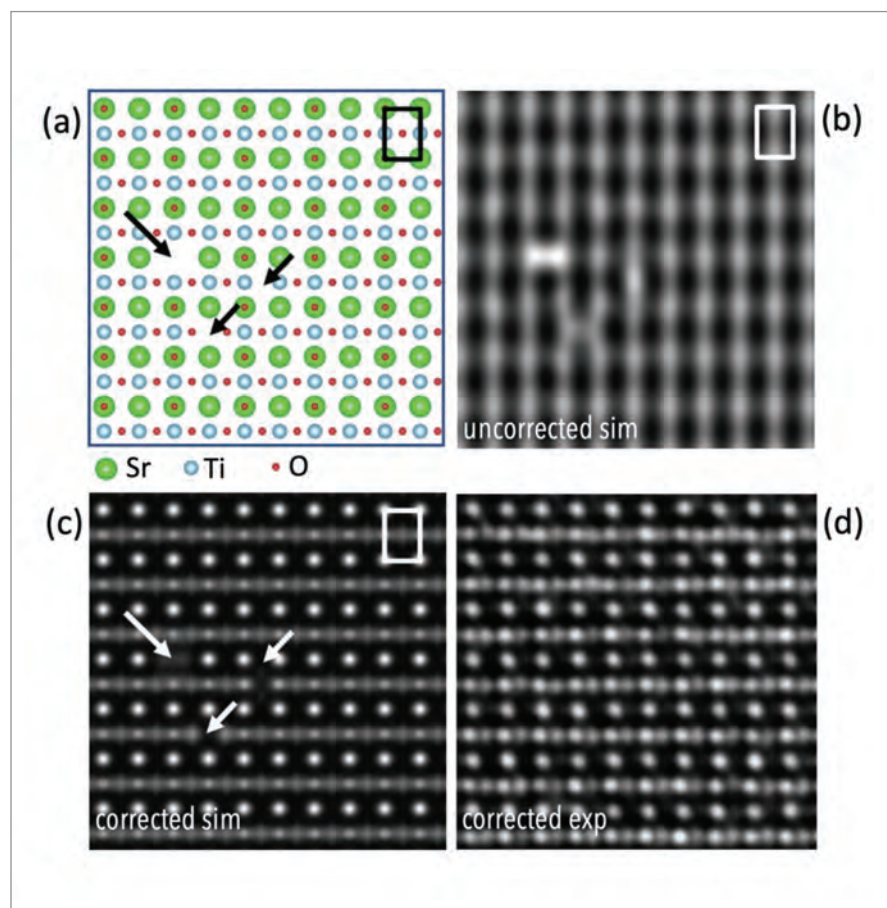 (a)
(b)
uncorrected sim
Sr Ti O
(c)
(d)
corrected sim
corrected exp